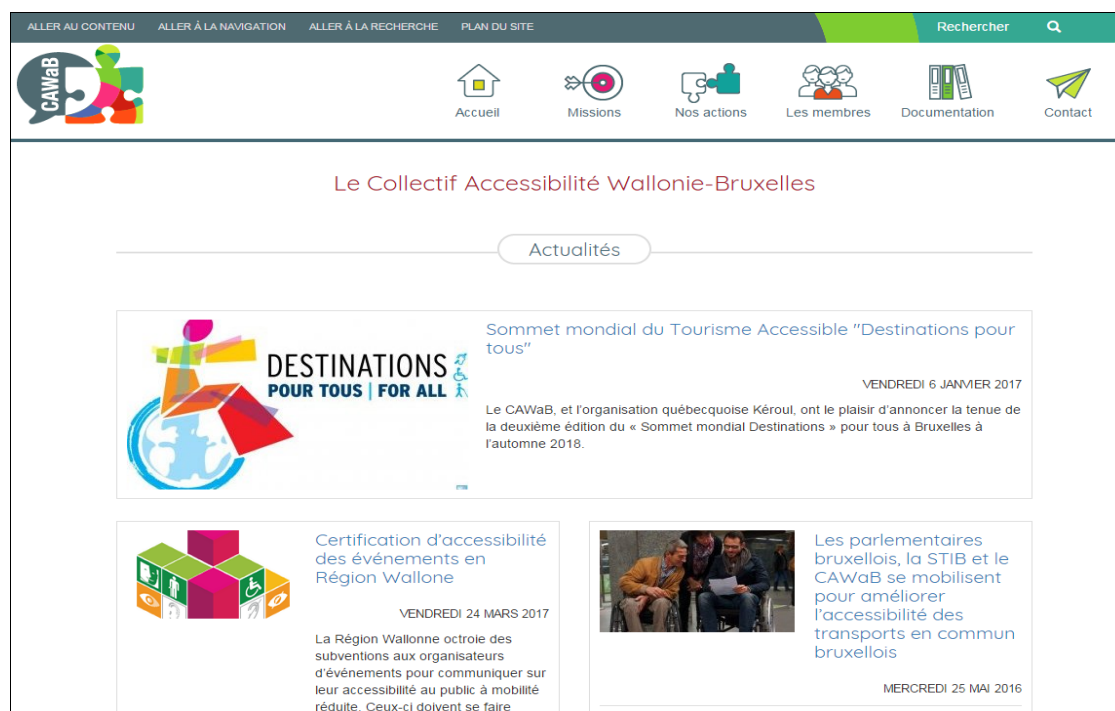 ALLER AU CONTENU ALLER À LA NAVIGATION ALLER À LA RECHERCHE PLAN DU SITE Rechercher
CAWaB
Accueil Missions Nos actions Les membres Documentation Contact
Le Collectif Accessibilité Wallonie-Bruxelles
Actualités
DESTINATIONS
POUR TOUS | FOR ALL
Sommet mondial du Tourisme Accessible "Destinations pour
tous"
VENDREDI 6 JANVIER 2017
Le CAWaB, et l'organisation québecquoise Kéroul, ont le plaisir d'annoncer la tenue de
la deuxième édition du « Sommet mondial Destinations » pour tous à Bruxelles à
l'automne 2018.
Certification d'accessibilité
des événements en
Région Wallone
VENDREDI 24 MARS 2017
La Région Wallonne octroie des
subventions aux organisateurs
d'événements pour communiquer sur
leur accessibilité au public à mobilité
réduite. Ceux-ci doivent se faire
Les parlementaires
bruxellois, la STIB et le
CAWaB se mobilisent
pour améliorer
l'accessibilité des
transports en commun
bruxellois
MERCREDI 25 MAI 2016